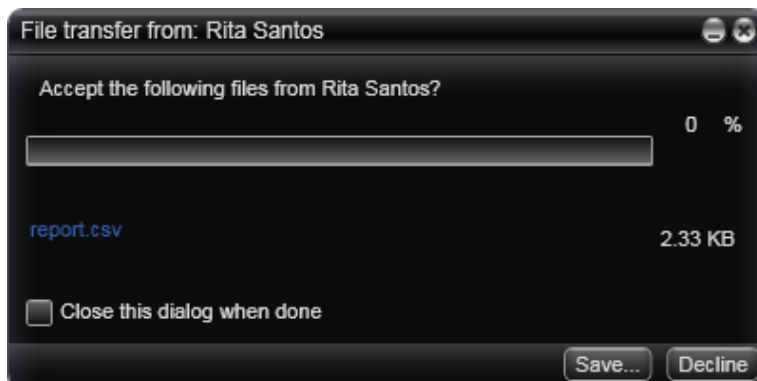 File transfer from: Rita Santos
Accept the following files from Rita Santos?
0 %
report.csv
2.33 KB
Close this dialog when done
Save... Decline